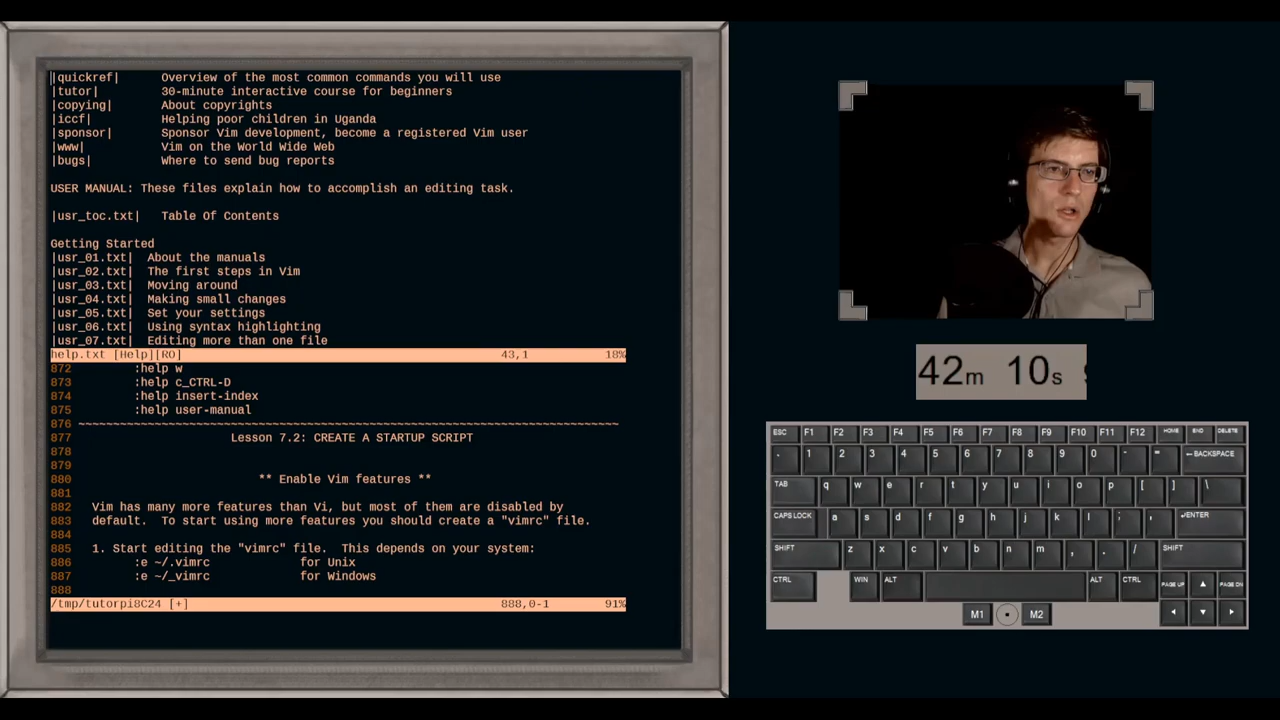 |quickref| Overview of the most common commands you will use
|tutor| 30-minute interactive course for beginners
|copying| About copyrights
|iccf| Helping poor children in Uganda
|sponsor| Sponsor Vim development, become a registered Vim user
|www| Vim on the World Wide Web
|bugs| Where to send bug reports
USER MANUAL: These files explain how to accomplish an editing task.
|usr_toc.txt| Table Of Contents
Getting Started
|usr_01.txt| About the manuals
|usr_02.txt| The first steps in Vim
|usr_03.txt| Moving around
|usr_04.txt| Making small changes
|usr_05.txt| Set your settings
|usr_06.txt| Using syntax highlighting
|usr_07.txt| Editing more than one file
help.txt [Help][RO] 43,1 18%
872 :help w
873 :help c_CTRL-D
874 :help insert-index
875 :help user-manual
876 ~~~~~~~~~~~~~~~~~~~~~~~~~~~~~~~~~~~~~~~~~~~~~~~~~~~~~~~~~~~~~~~~~~~~~~~~~~~~~~
877 Lesson 7.2: CREATE A STARTUP SCRIPT
878
879
880 ** Enable Vim features **
881
882 Vim has many more features than Vi, but most of them are disabled by
883 default. To start using more features you should create a "vimrc" file.
884
885 1. Start editing the "vimrc" file. This depends on your system:
886 :e ~/.vimrc for Unix
887 :e ~/_vimrc for Windows
888
/tmp/tutorpi8C24 [+] 888,0-1 91%
42m 10s
ESC F1 F2 F3 F4 F5 F6 F7 F8 F9 F10 F11 F12 HOME END DELETE
1 2 3 4 5 6 7 8 9 0 - = ←BACKSPACE
TAB q w e r t y u i o p [ ] \
CAPS LOCK a s d f g h j k l ; , ↵ENTER
SHIFT z x c v b n m , . / SHIFT
CTRL WIN ALT ALT CTRL PAGE UP ▲ PAGE DN
M1 M2 ◄ ▼ ►